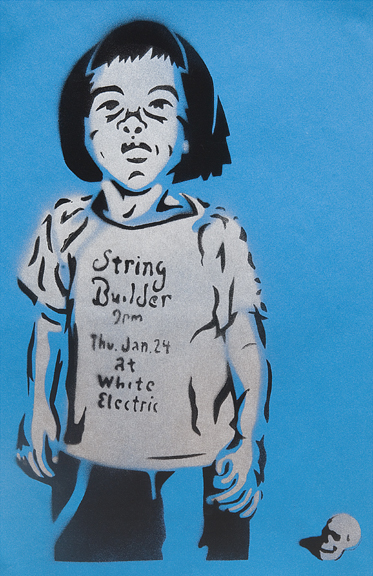 String
Builder
9pm
Thu. Jan. 24
at
White
Electric